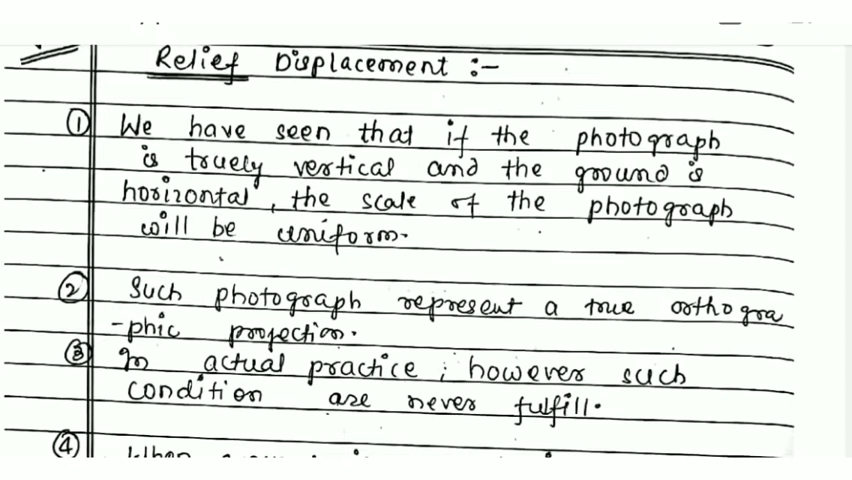 Relief Displacement :-
① We have seen that if the photograph
is truely vertical and the ground is
horizontal, the scale of the photograph
will be uniform.
② Such photograph represent a true orthogra
-phic projection.
③ In actual practice ; however such
condition are never fulfill.
④ When